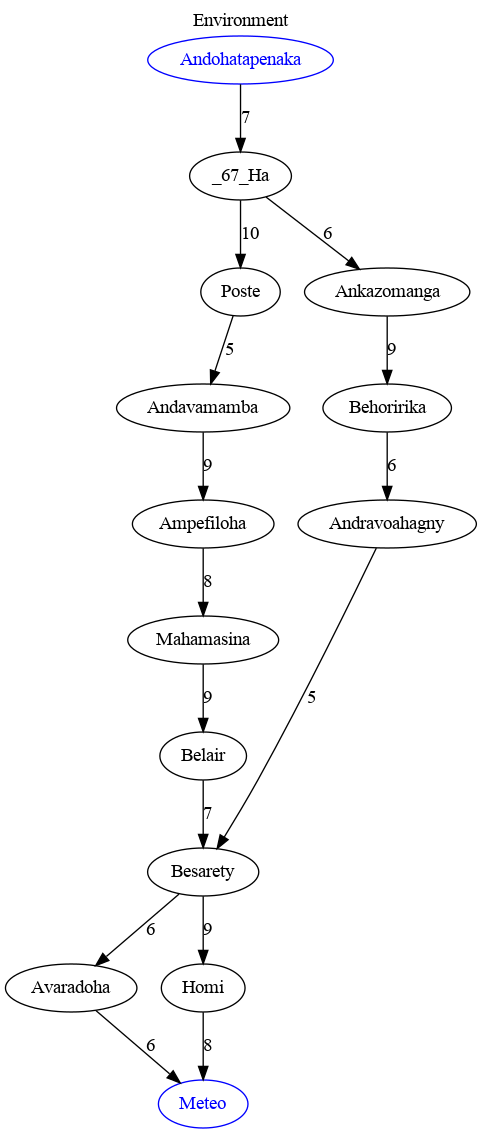 Environment
Andohatapenaka
7
_67_Ha
10
6
Poste
Ankazomanga
5
9
Andavamamba
Behoririka
9
6
Ampefiloha
Andravoahagny
8
Mahamasina
9
5
Belair
7
Besarety
6
9
Avaradoha
Homi
6
8
Meteo